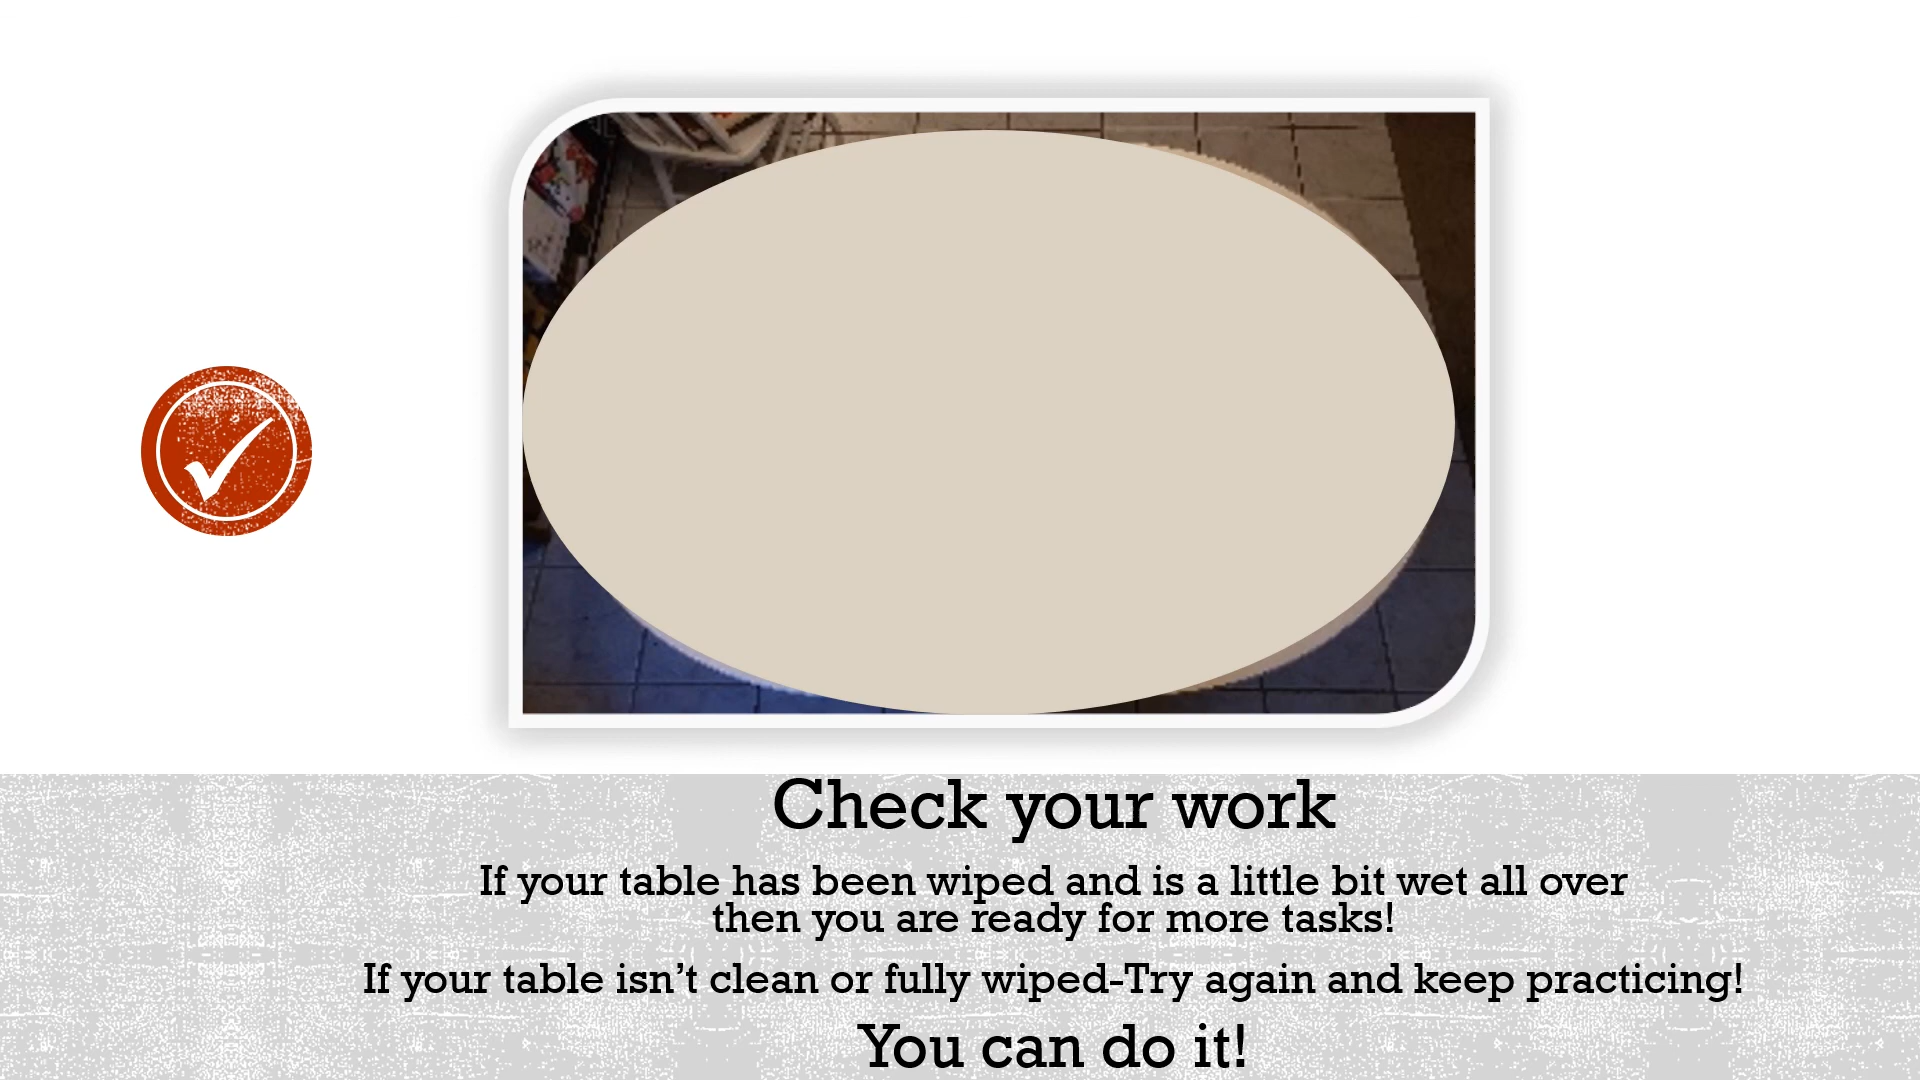 Check your work
If your table has been wiped and is a little bit wet all over
then you are ready for more tasks!
If your table isn’t clean or fully wiped-Try again and keep practicing!
You can do it!